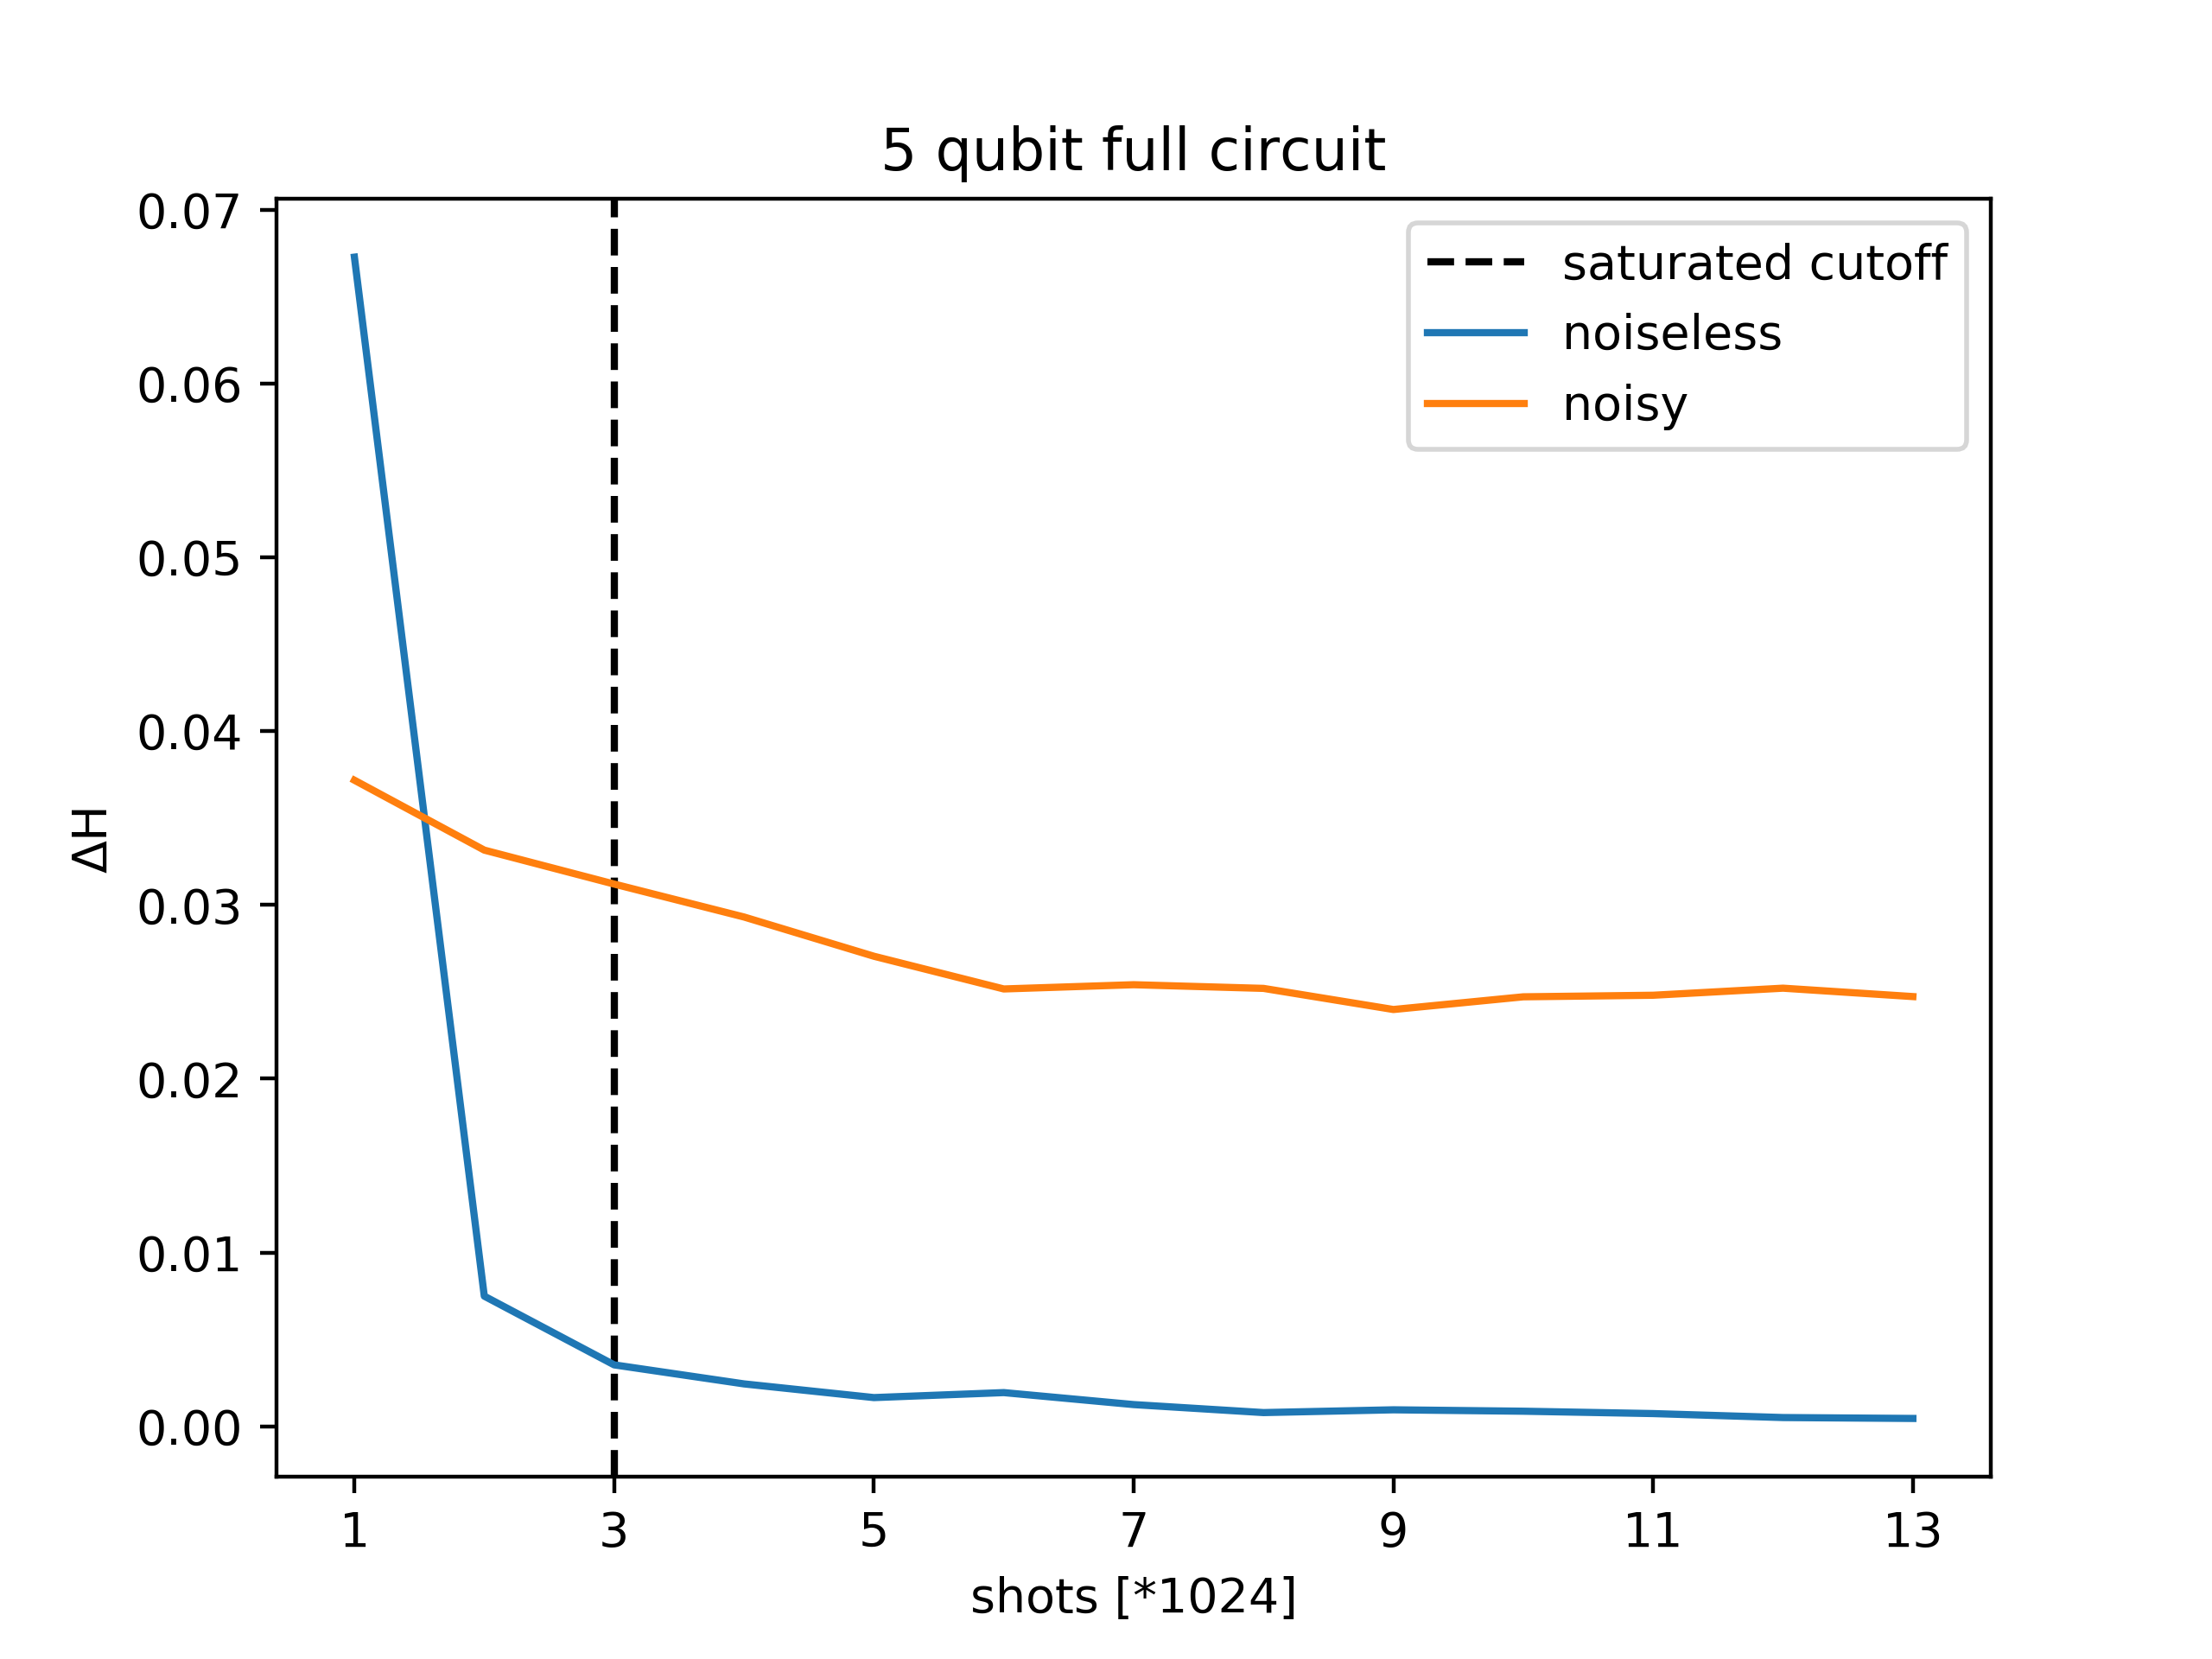 5 qubit full circuit
0.07
0.06
0.05
0.04
0.03
0.02
0.01
0.00
ΔH
saturated cutoff
noiseless
noisy
1 3 5 7 9 11 13
shots [*1024]